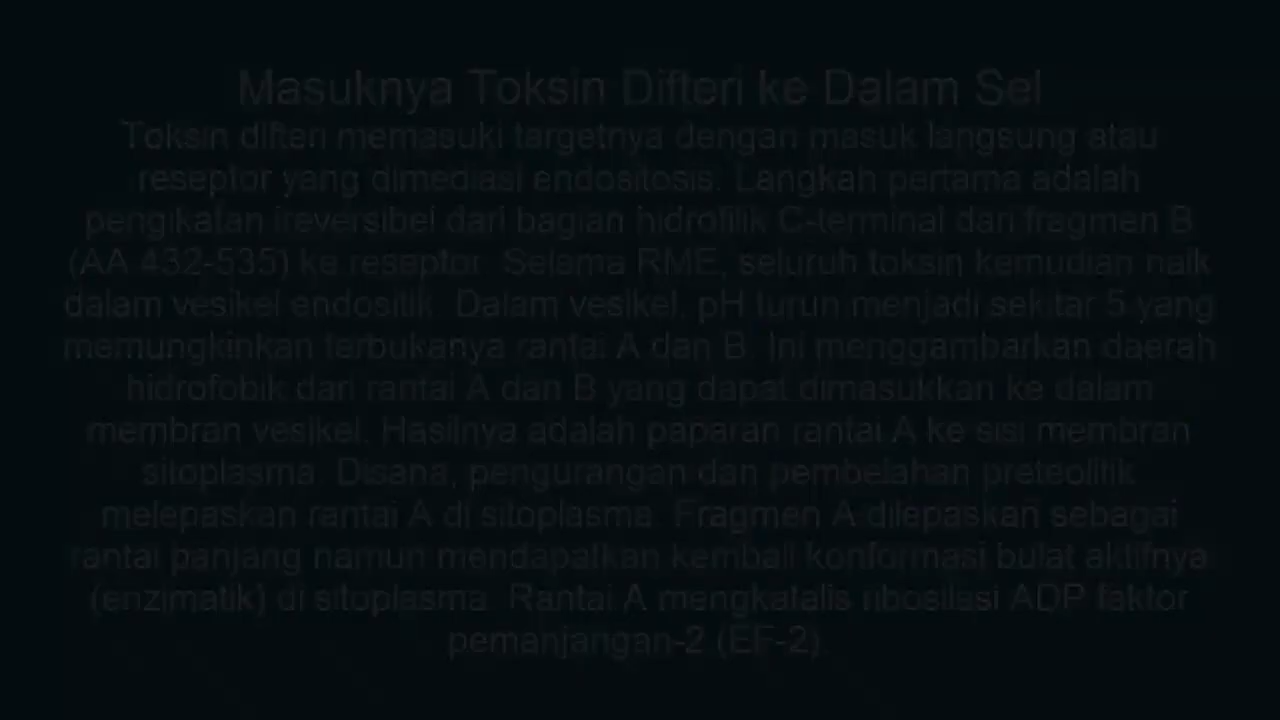 Masuknya Toksin Difteri ke Dalam Sel
Toksin difteri memasuki targetnya dengan masuk langsung atau
reseptor yang dimediasi endositosis. Langkah pertama adalah
pengikatan ireversibel dari bagian hidrofilik C-terminal dari fragmen B
(AA 432-535) ke reseptor. Selama RME, seluruh toksin kemudian naik
dalam vesikel endositik. Dalam vesikel, pH turun menjadi sekitar 5 yang
memungkinkan terbukanya rantai A dan B. Ini menggambarkan daerah
hidrofobik dari rantai A dan B yang dapat dimasukkan ke dalam
membran vesikel. Hasilnya adalah paparan rantai A ke sisi membran
sitoplasma. Disana, pengurangan dan pembelahan preteolitik
melepaskan rantai A di sitoplasma. Fragmen A dilepaskan sebagai
rantai panjang namun mendapatkan kembali konformasi bulat aktifnya
(enzimatik) di sitoplasma. Rantai A mengkatalis ribosilasi ADP faktor
pemanjangan-2 (EF-2).